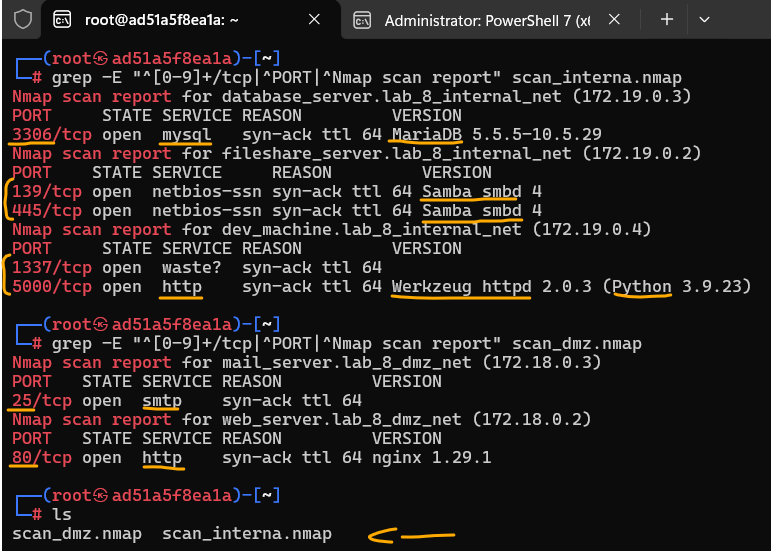 root@ad51a5f8ea1a: ~
Administrator: PowerShell 7 (x6
(root㉿ad51a5f8ea1a)-[~]
# grep -E "^[0-9]+/tcp|^PORT|^Nmap scan report" scan_interna.nmap
Nmap scan report for database_server.lab_8_internal_net (172.19.0.3)
PORT     STATE SERVICE REASON         VERSION
3306/tcp open  mysql   syn-ack ttl 64 MariaDB 5.5.5-10.5.29
Nmap scan report for fileshare_server.lab_8_internal_net (172.19.0.2)
PORT    STATE SERVICE     REASON         VERSION
139/tcp open  netbios-ssn syn-ack ttl 64 Samba smbd 4
445/tcp open  netbios-ssn syn-ack ttl 64 Samba smbd 4
Nmap scan report for dev_machine.lab_8_internal_net (172.19.0.4)
PORT     STATE SERVICE REASON         VERSION
1337/tcp open  waste?  syn-ack ttl 64
5000/tcp open  http    syn-ack ttl 64 Werkzeug httpd 2.0.3 (Python 3.9.23)
(root㉿ad51a5f8ea1a)-[~]
# grep -E "^[0-9]+/tcp|^PORT|^Nmap scan report" scan_dmz.nmap
Nmap scan report for mail_server.lab_8_dmz_net (172.18.0.3)
PORT   STATE SERVICE REASON         VERSION
25/tcp open  smtp    syn-ack ttl 64
Nmap scan report for web_server.lab_8_dmz_net (172.18.0.2)
PORT   STATE SERVICE REASON         VERSION
80/tcp open  http    syn-ack ttl 64 nginx 1.29.1
(root㉿ad51a5f8ea1a)-[~]
# ls
scan_dmz.nmap  scan_interna.nmap